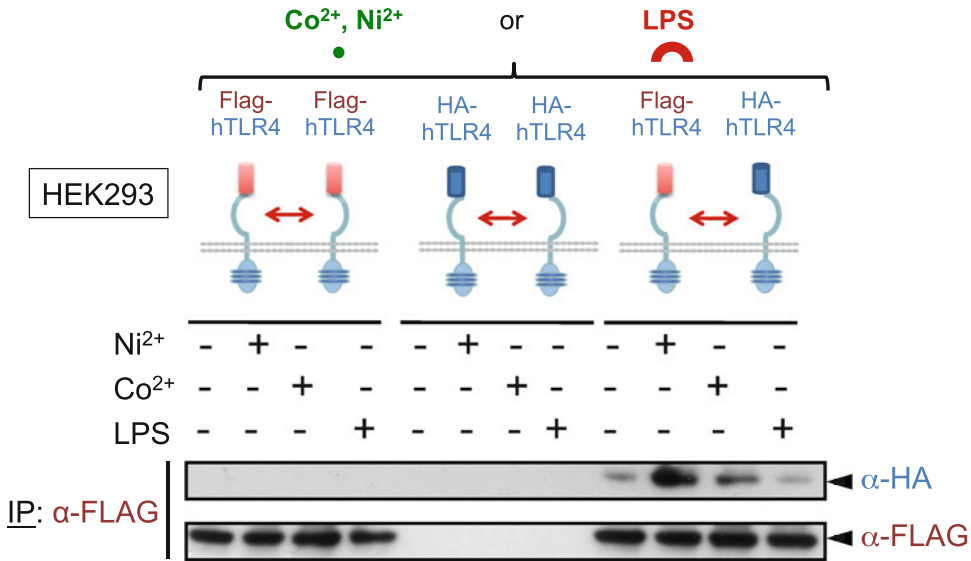 Co²⁺, Ni²⁺ or LPS
Flag- Flag- HA- HA- Flag- HA-
hTLR4 hTLR4 hTLR4 hTLR4 hTLR4 hTLR4
HEK293
Ni²⁺ - + - - - + - - - + - -
Co²⁺ - - + - - - + - - - + -
LPS - - - + - - - + - - - +
α-HA
IP: α-FLAG
α-FLAG